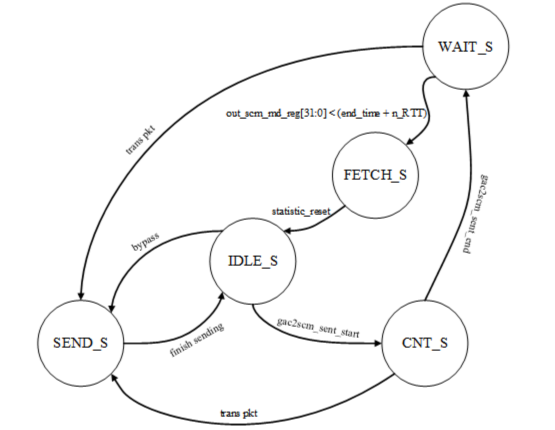 WAIT_S
out_scm_md_reg[31:0] < (end_time + n_RTT)
trans pkt
FETCH_S
statistic_reset
gac2scm_sent_end
bypass
IDLE_S
gac2scm_sent_start
finish sending
SEND_S
CNT_S
trans pkt